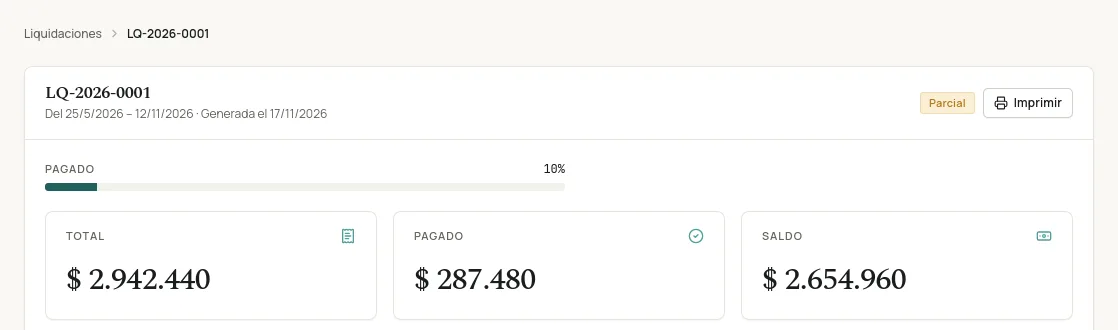 Liquidaciones > LQ-2026-0001
LQ-2026-0001
Del 25/5/2026 – 12/11/2026 · Generada el 17/11/2026
Parcial
Imprimir
PAGADO
10%
TOTAL
$ 2.942.440
PAGADO
$ 287.480
SALDO
$ 2.654.960